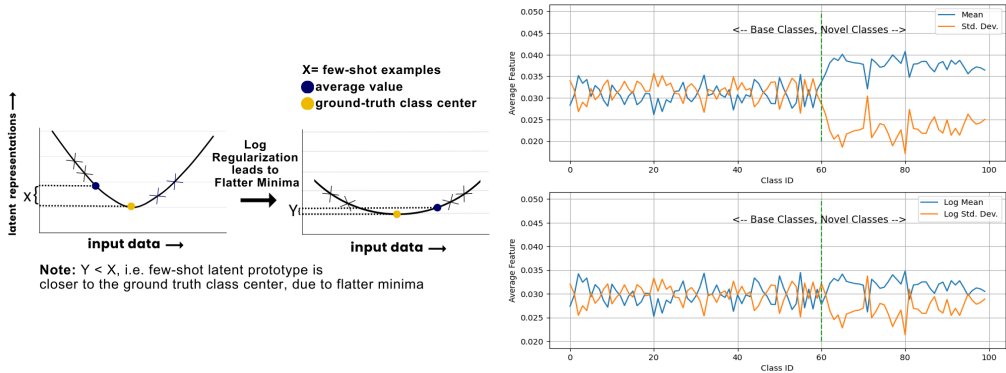 X= few-shot examples
average value
ground-truth class center
latent representations →
X{
Log
Regularization
leads to
Flatter Minima
Y{
input data →
input data →
Note: Y < X, i.e. few-shot latent prototype is
closer to the ground truth class center, due to flatter minima
0.050
0.045
0.040
0.035
0.030
0.025
0.020
Average Feature
<-- Base Classes, Novel Classes -->
Mean
Std. Dev.
0 20 40 60 80 100
Class ID
0.050
0.045
0.040
0.035
0.030
0.025
0.020
Average Feature
<-- Base Classes, Novel Classes -->
Log Mean
Log Std. Dev.
0 20 40 60 80 100
Class ID